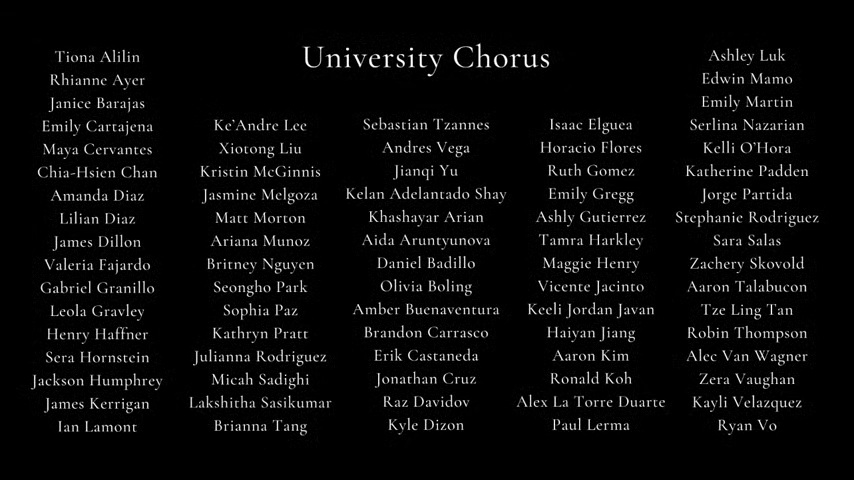 University Chorus
Tiona Alilin
Rhianne Ayer
Janice Barajas
Emily Cartajena
Maya Cervantes
Chia-Hsien Chan
Amanda Diaz
Lilian Diaz
James Dillon
Valeria Fajardo
Gabriel Granillo
Leola Gravley
Henry Haffner
Sera Hornstein
Jackson Humphrey
James Kerrigan
Ian Lamont
Ke’Andre Lee
Xiotong Liu
Kristin McGinnis
Jasmine Melgoza
Matt Morton
Ariana Munoz
Britney Nguyen
Seongho Park
Sophia Paz
Kathryn Pratt
Julianna Rodriguez
Micah Sadighi
Lakshitha Sasikumar
Brianna Tang
Sebastian Tzannes
Andres Vega
Jianqi Yu
Kelan Adelantado Shay
Khashayar Arian
Aida Aruntyunova
Daniel Badillo
Olivia Boling
Amber Buenaventura
Brandon Carrasco
Erik Castaneda
Jonathan Cruz
Raz Davidov
Kyle Dizon
Isaac Elguea
Horacio Flores
Ruth Gomez
Emily Gregg
Ashly Gutierrez
Tamra Harkley
Maggie Henry
Vicente Jacinto
Keeli Jordan Javan
Haiyan Jiang
Aaron Kim
Ronald Koh
Alex La Torre Duarte
Paul Lerma
Ashley Luk
Edwin Mamo
Emily Martin
Serlina Nazarian
Kelli O’Hora
Katherine Padden
Jorge Partida
Stephanie Rodriguez
Sara Salas
Zachery Skovold
Aaron Talabucon
Tze Ling Tan
Robin Thompson
Alec Van Wagner
Zera Vaughan
Kayli Velazquez
Ryan Vo